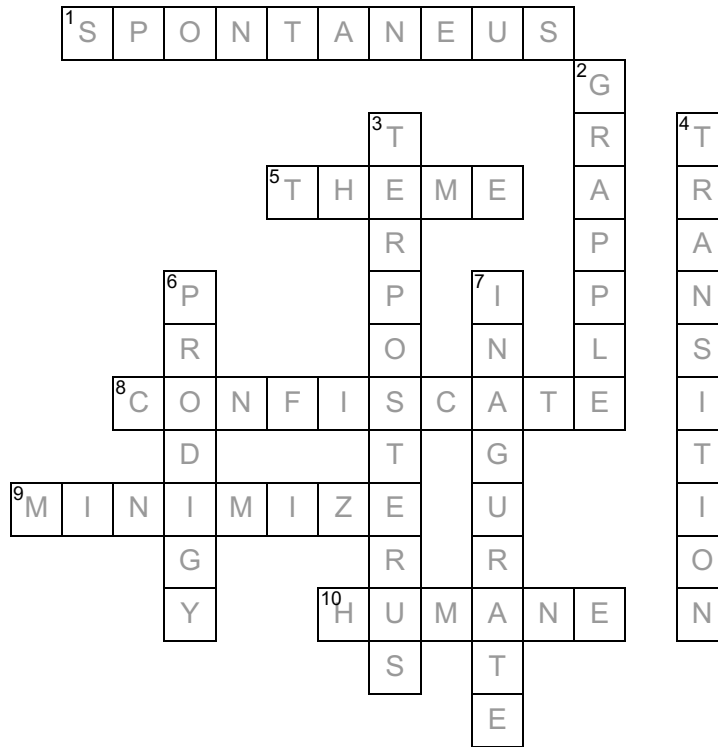 1 S P O N T A N E U S
2 G
3 T R 4 T
5 T H E M E A R
R P A
6 P P 7 I P N
R O N L S
8 C O N F I S C A T E I
D T G T
9 M I N I M I Z E U I
G R R O
Y 10 H U M A N E N
S T
E